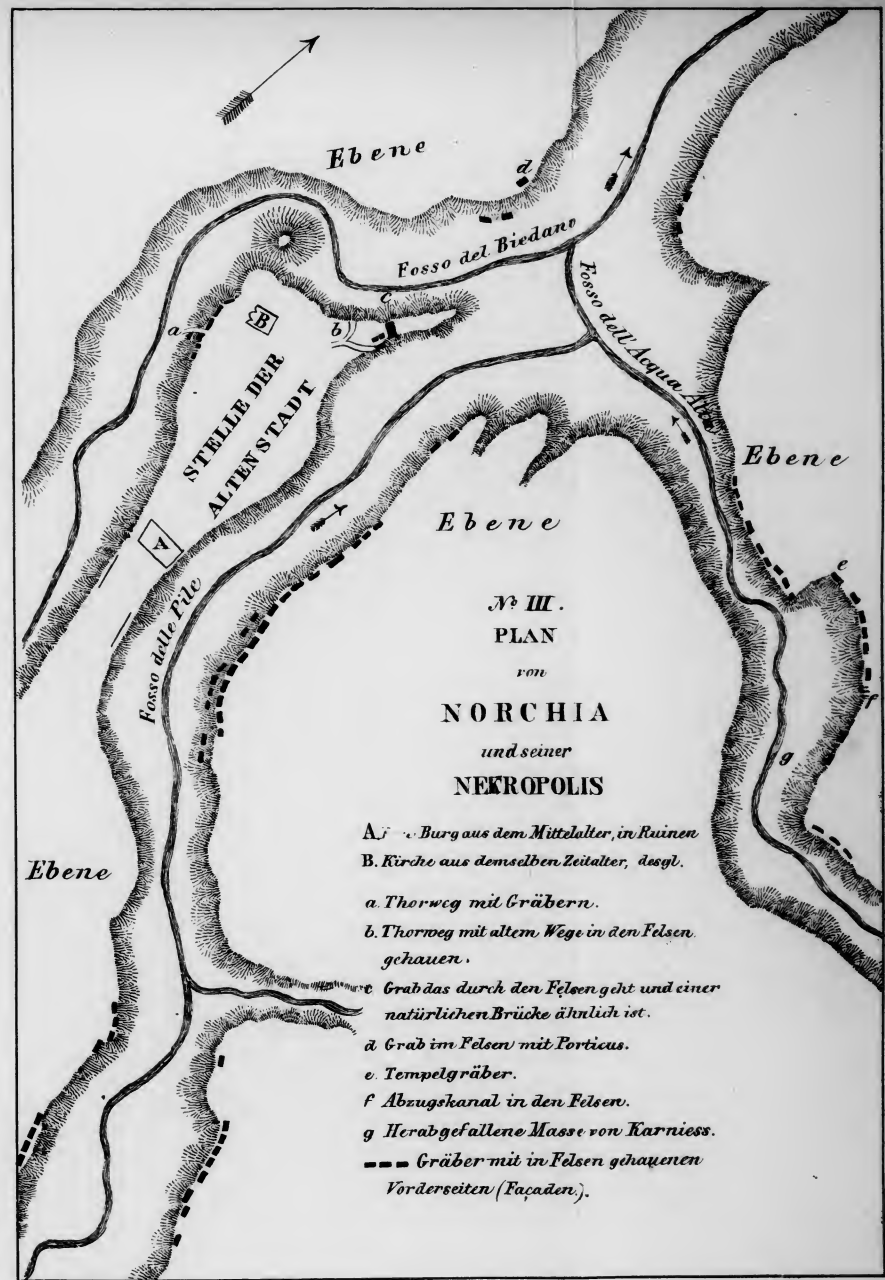 Ebene
d
Fosso del Biedano
Fosso dell'Acqua
c
b
a
B
STELLE DER
ALTEN STADT
A
Fosso delle Pile
Ebene
Ebene
e
f
g
Ebene
No III.
PLAN
von
NORCHIA
und seiner
NEKROPOLIS
A. Burg aus dem Mittelalter, in Ruinen
B. Kirche aus demselben Zeitalter, desgl.
a. Thorweg mit Gräbern.
b. Thorweg mit altem Wege in den Felsen
gehauen.
c Grab das durch den Felsen geht und einer
natürlichen Brücke ähnlich ist.
d Grab im Felsen mit Porticus.
e. Tempelgräber.
f Abzugskanal in den Felsen.
g Herabgefallene Masse von Karniess.
Gräber mit in Felsen gehauenen
Vorderseiten (Façaden).